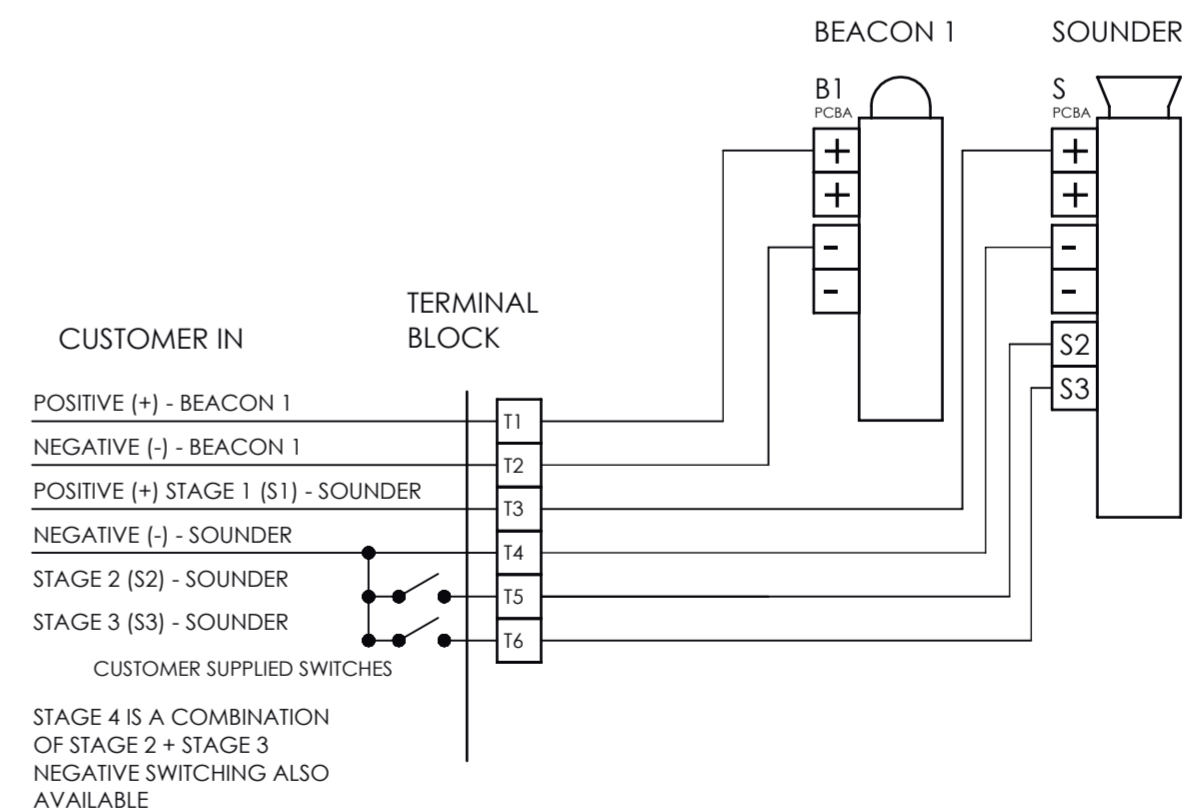 BEACON 1
SOUNDER
B1
PCBA
+
+
-
-
S
PCBA
+
+
-
-
S2
S3
TERMINAL
BLOCK
CUSTOMER IN
POSITIVE (+) - BEACON 1
NEGATIVE (-) - BEACON 1
POSITIVE (+) STAGE 1 (S1) - SOUNDER
NEGATIVE (-) - SOUNDER
STAGE 2 (S2) - SOUNDER
STAGE 3 (S3) - SOUNDER
T1
T2
T3
T4
T5
T6
CUSTOMER SUPPLIED SWITCHES
STAGE 4 IS A COMBINATION
OF STAGE 2 + STAGE 3
NEGATIVE SWITCHING ALSO
AVAILABLE